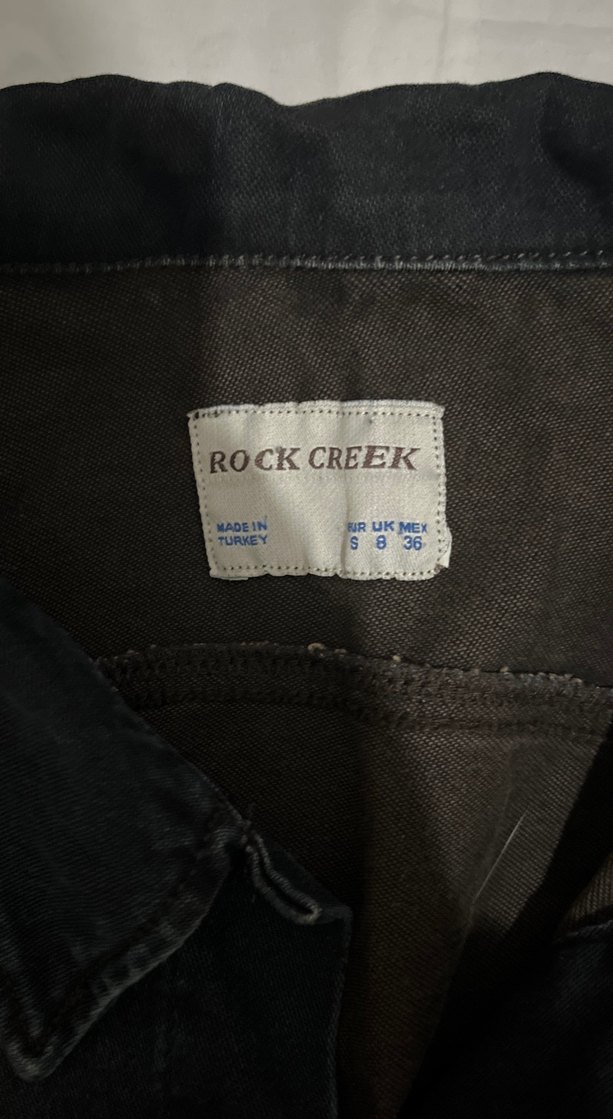 ROCK CREEK
MADE IN
TURKEY
EUR UK MEX
S 8 36